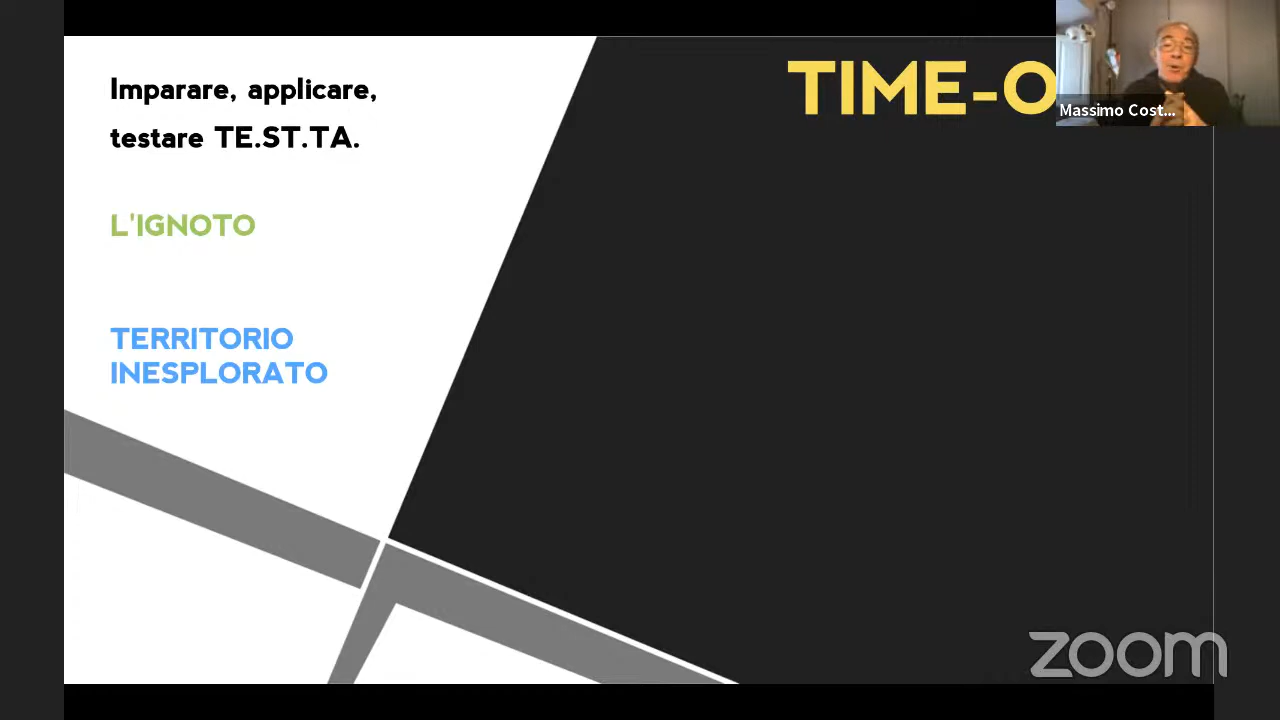 Imparare, applicare,
testare TE.ST.TA.
L'IGNOTO
TERRITORIO
INESPLORATO
TIME-O
Massimo Cost...
zoom